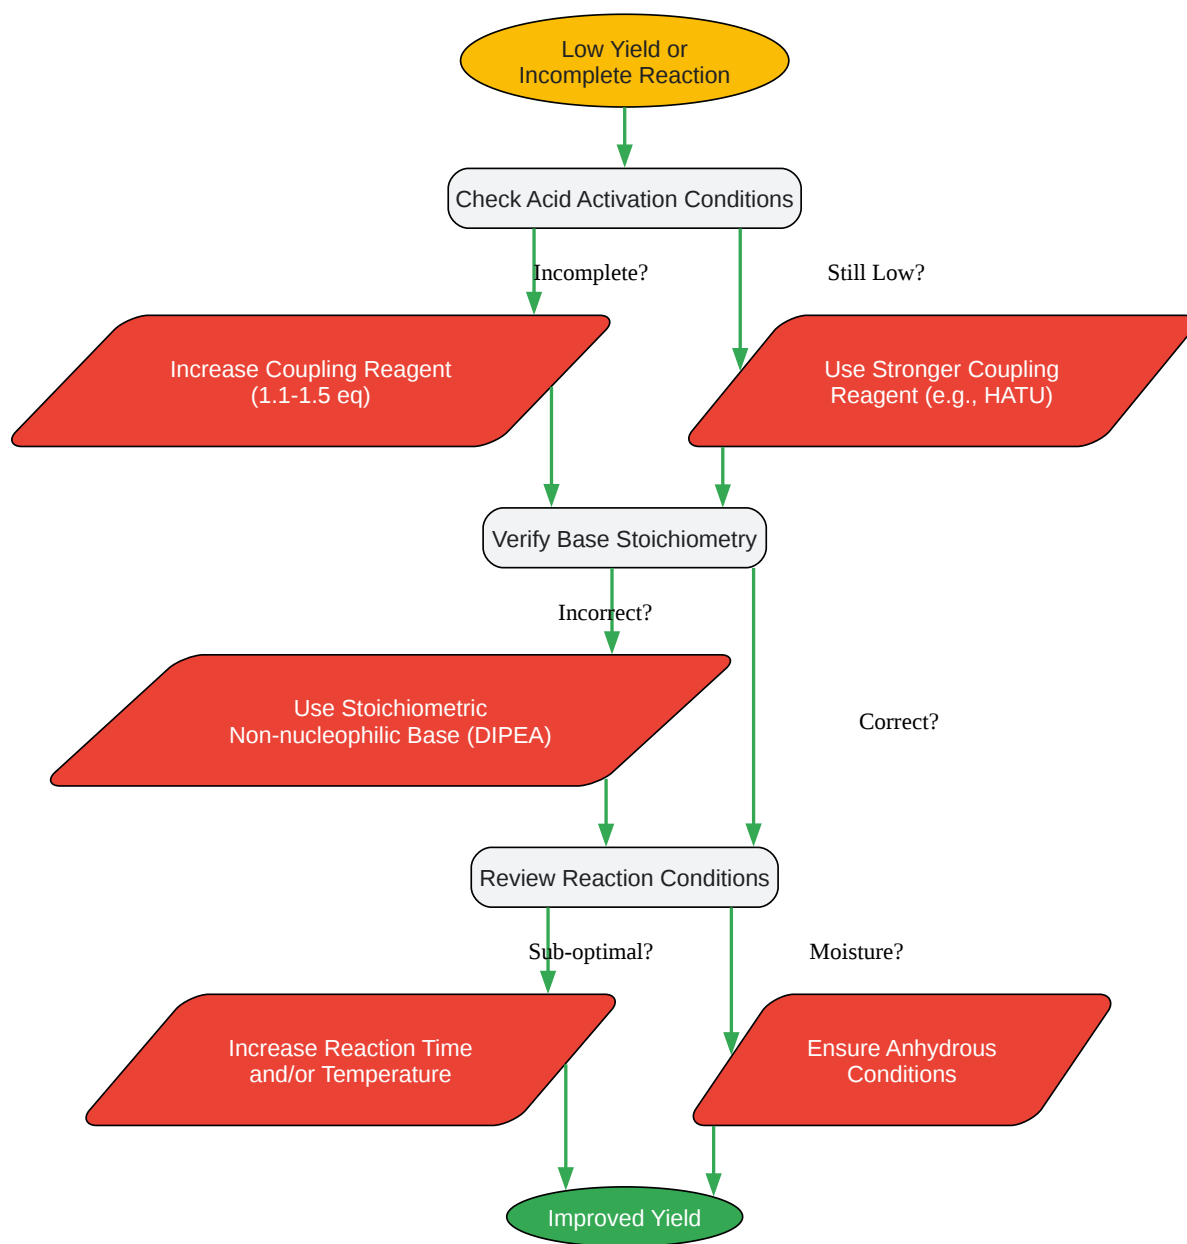 Low Yield or
Incomplete Reaction
Check Acid Activation Conditions
Incomplete?
Still Low?
Increase Coupling Reagent
(1.1-1.5 eq)
Use Stronger Coupling
Reagent (e.g., HATU)
Verify Base Stoichiometry
Incorrect?
Use Stoichiometric
Non-nucleophilic Base (DIPEA)
Correct?
Review Reaction Conditions
Sub-optimal?
Moisture?
Increase Reaction Time
and/or Temperature
Ensure Anhydrous
Conditions
Improved Yield